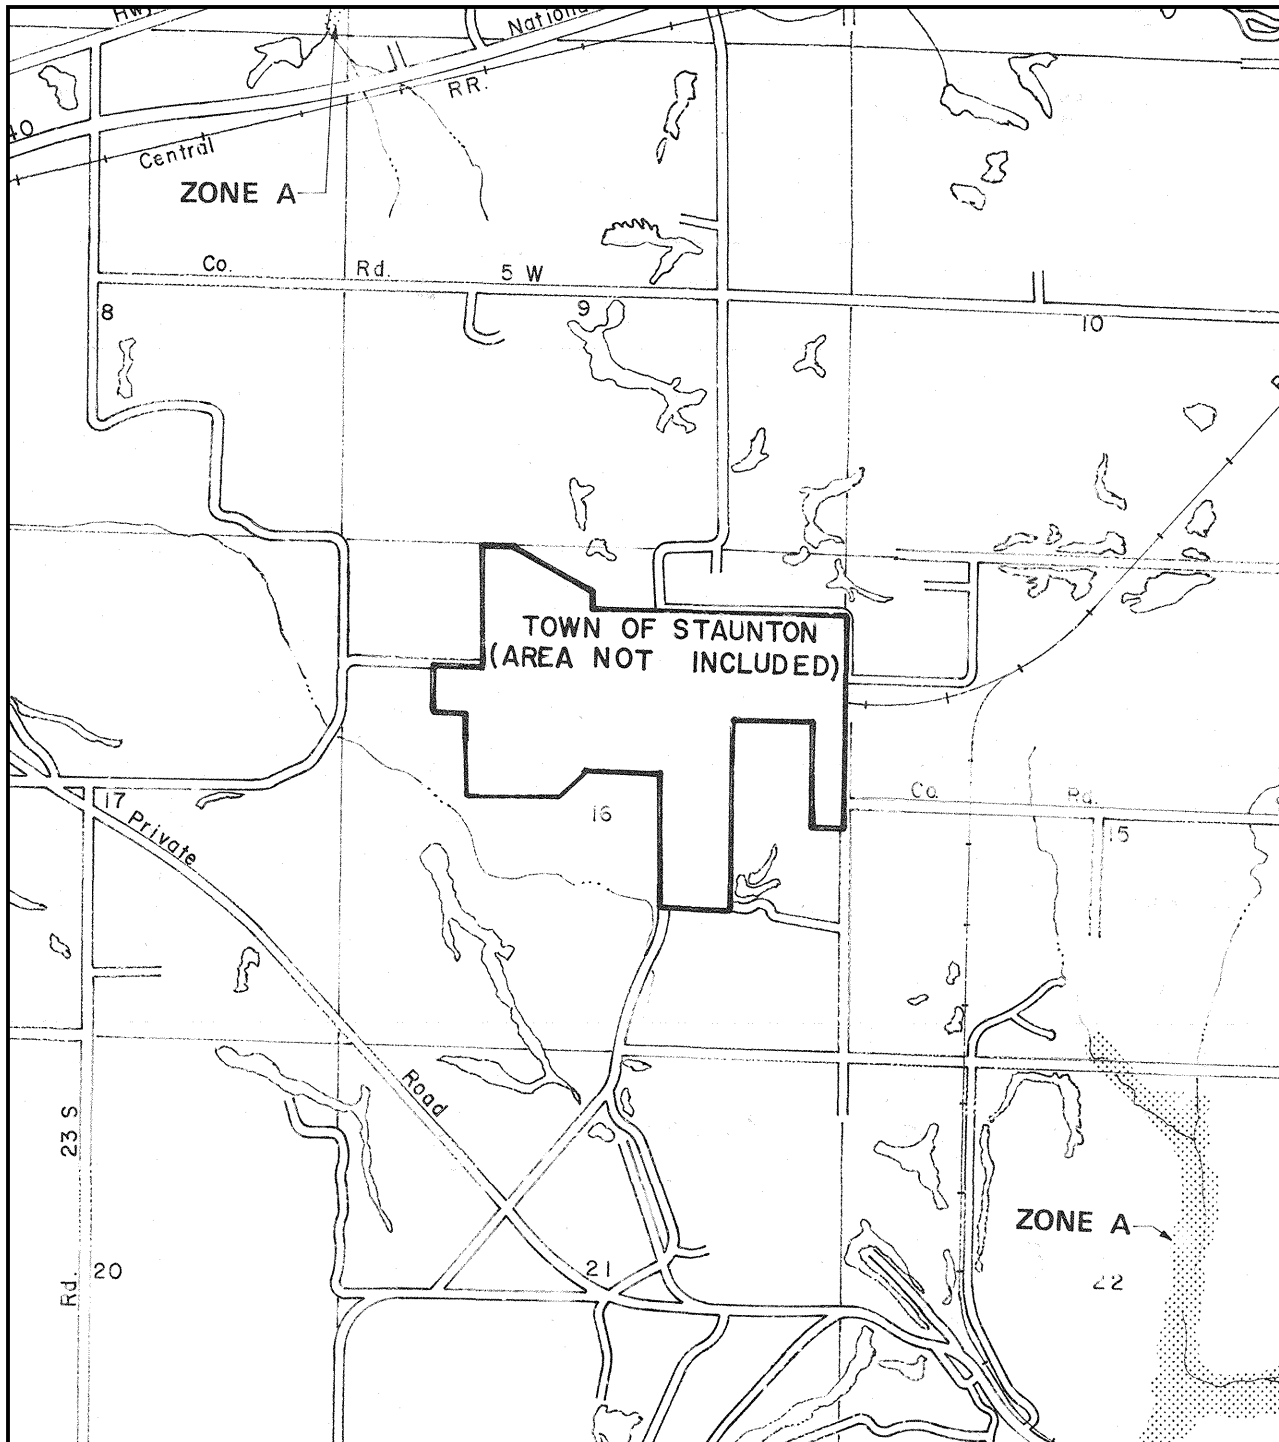 Hwy
National
40
RR.
Central
ZONE A
Co. Rd. 5 W
8
9
10
TOWN OF STAUNTON
(AREA NOT INCLUDED)
Co. Rd.
17
16
15
Private
Road
23 S
Rd.
ZONE A
20
21
22